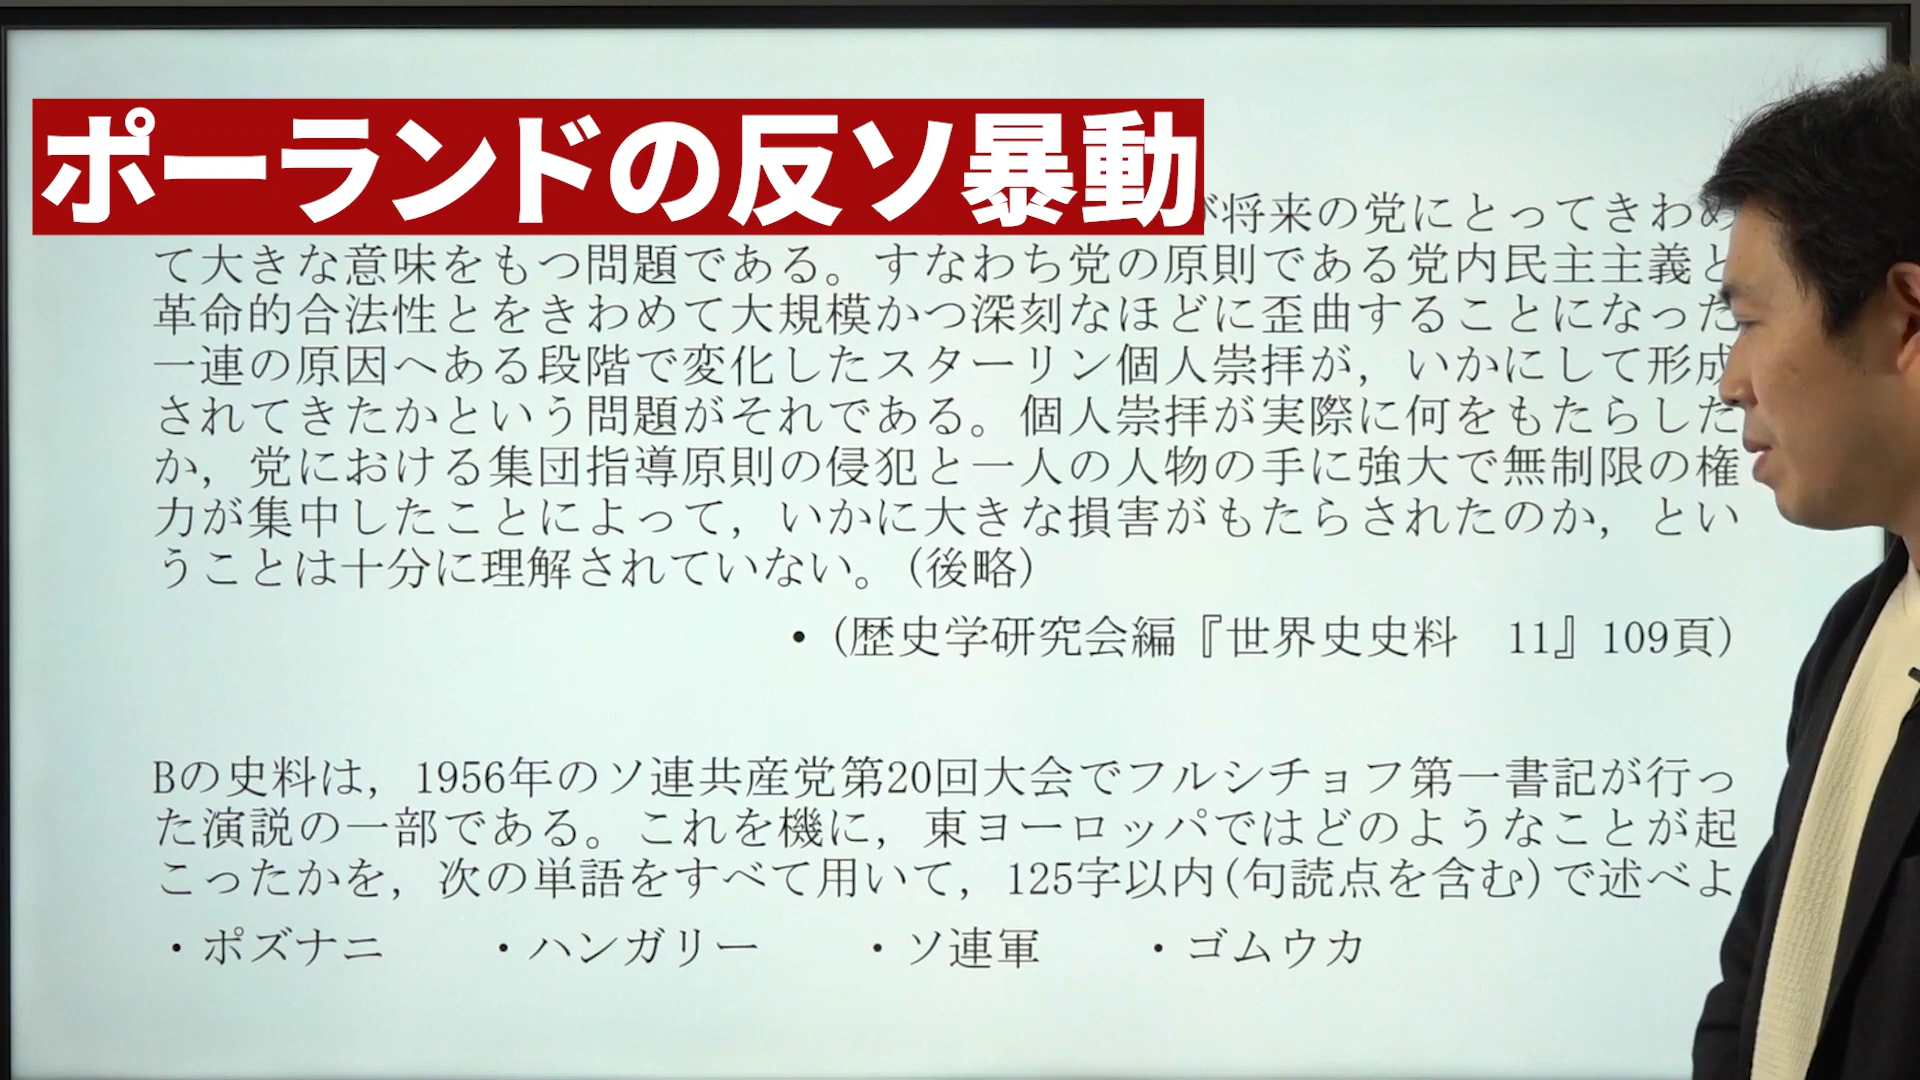 ポーランドの反ソ暴動
が将来の党にとってきわめ
て大きな意味をもつ問題である。すなわち党の原則である党内民主主義と
革命的合法性とをきわめて大規模かつ深刻なほどに歪曲することになった
一連の原因へある段階で変化したスターリン個人崇拝が，いかにして形成
されてきたかという問題がそれである。個人崇拝が実際に何をもたらした
か，党における集団指導原則の侵犯と一人の人物の手に強大で無制限の権
力が集中したことによって，いかに大きな損害がもたらされたのか，とい
うことは十分に理解されていない。(後略)
・(歴史学研究会編『世界史史料　11』109頁)
Bの史料は，1956年のソ連共産党第20回大会でフルシチョフ第一書記が行っ
た演説の一部である。これを機に，東ヨーロッパではどのようなことが起
こったかを，次の単語をすべて用いて，125字以内(句読点を含む)で述べよ
・ポズナニ　　・ハンガリー　　・ソ連軍　　・ゴムウカ